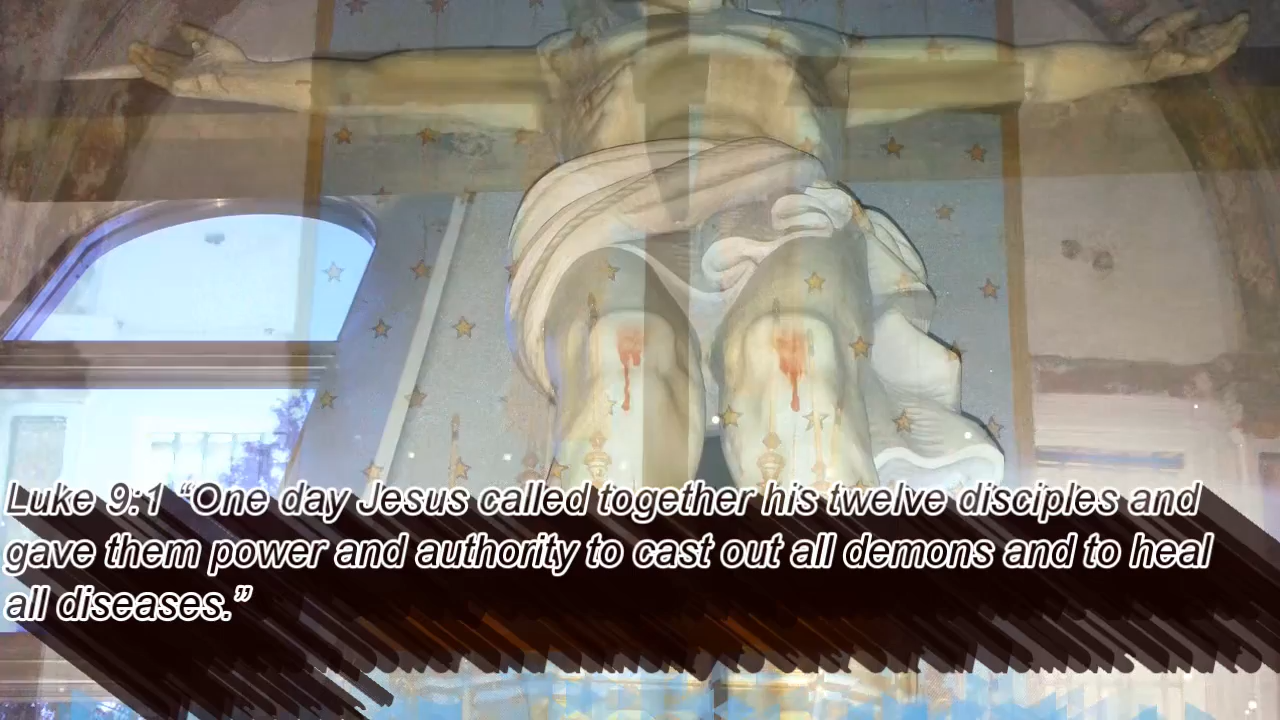 Luke 9:1 “One day Jesus called together his twelve disciples and
gave them power and authority to cast out all demons and to heal
all diseases.”